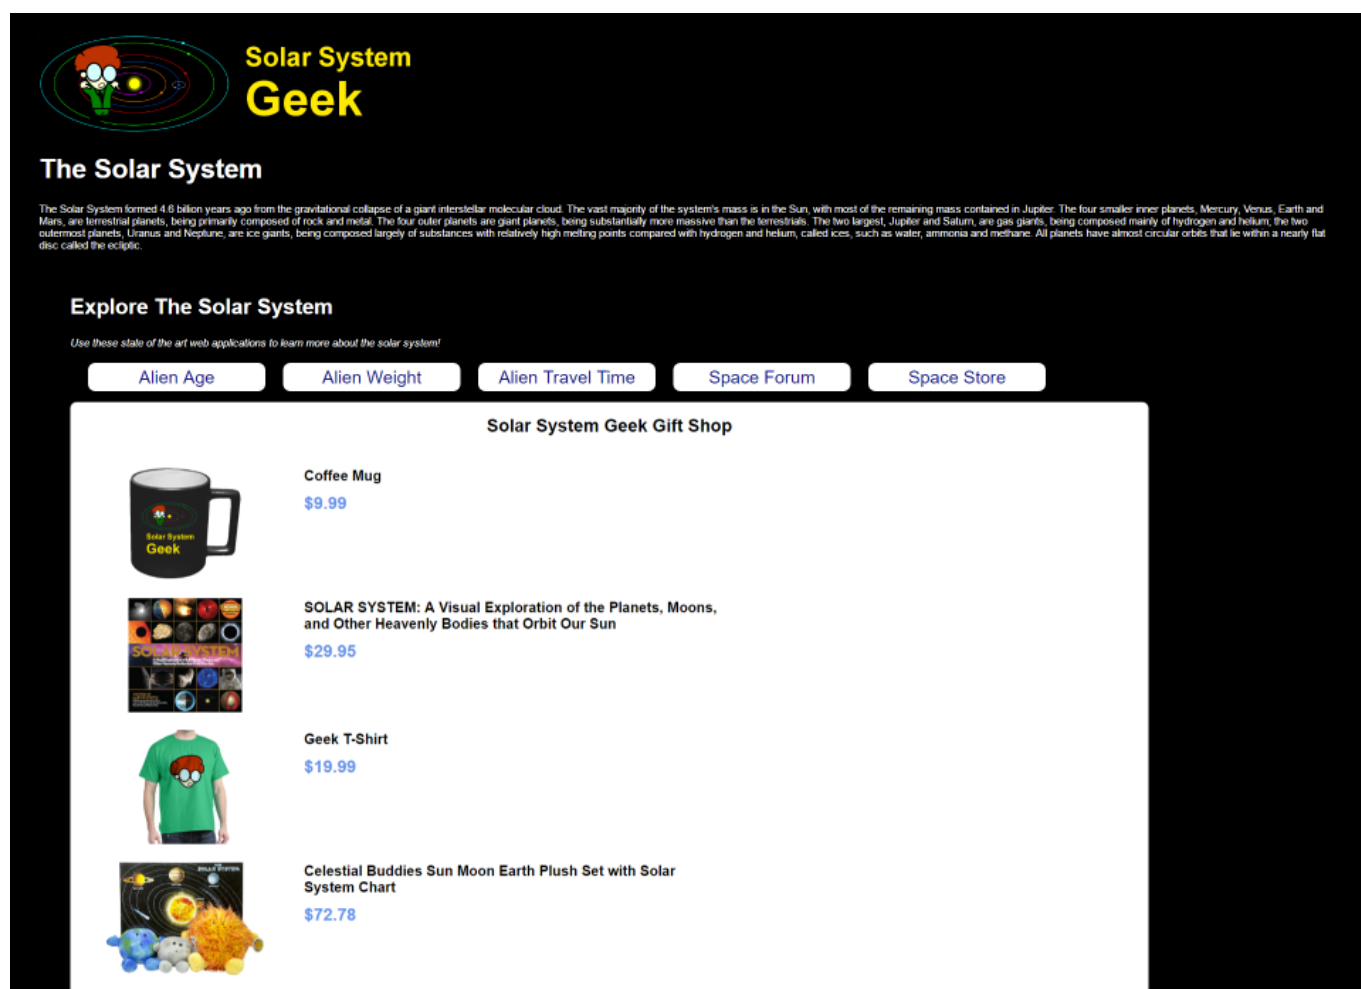 Solar System
Geek
The Solar System
The Solar System formed 4.6 billion years ago from the gravitational collapse of a giant interstellar molecular cloud. The vast majority of the system's mass is in the Sun, with most of the remaining mass contained in Jupiter. The four smaller inner planets, Mercury, Venus, Earth and
Mars, are terrestrial planets, being primarily composed of rock and metal. The four outer planets are giant planets, being substantially more massive than the terrestrials. The two largest, Jupiter and Saturn, are gas giants, being composed mainly of hydrogen and helium; the two
outermost planets, Uranus and Neptune, are ice giants, being composed largely of substances with relatively high melting points compared with hydrogen and helium, called ices, such as water, ammonia and methane. All planets have almost circular orbits that lie within a nearly flat
disc called the ecliptic.
Explore The Solar System
Use these state of the art web applications to learn more about the solar system!
Alien Age
Alien Weight
Alien Travel Time
Space Forum
Space Store
Solar System Geek Gift Shop
Coffee Mug
$9.99
Solar System
Geek
SOLAR SYSTEM: A Visual Exploration of the Planets, Moons,
and Other Heavenly Bodies that Orbit Our Sun
$29.95
SOLAR SYSTEM
Geek T-Shirt
$19.99
Celestial Buddies Sun Moon Earth Plush Set with Solar
System Chart
$72.78
SOLAR SYSTEM